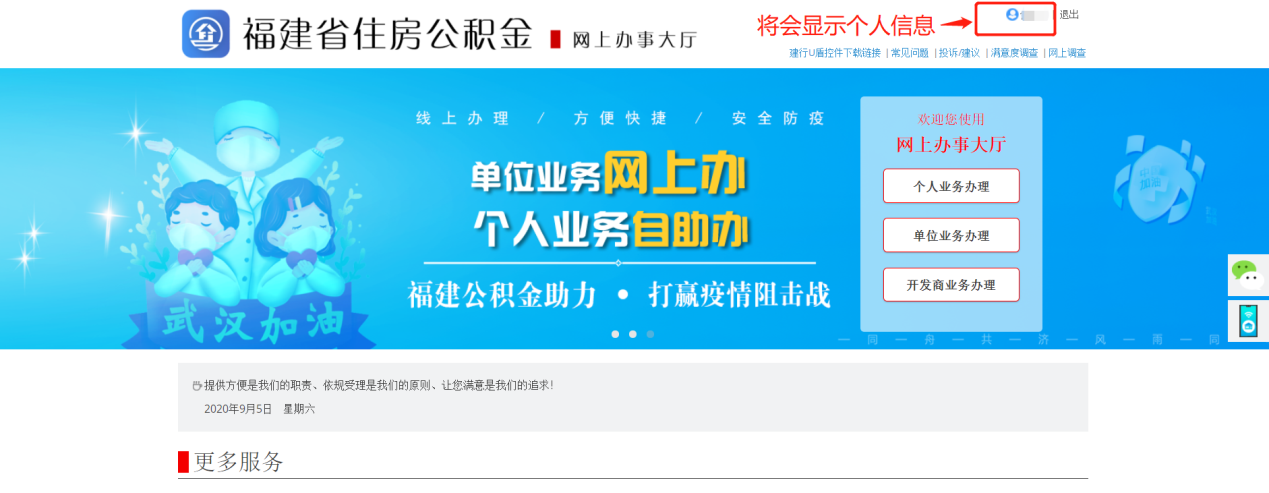 福建省住房公积金 网上办事大厅
将会显示个人信息
退出
建行U盾控件下载链接 | 常见问题 | 投诉/建议 | 满意度调查 | 网上调查
线上办理 / 方便快捷 / 安全防疫
单位业务网上办
个人业务自助办
福建公积金助力 • 打赢疫情阻击战
武汉加油
欢迎您使用
网上办事大厅
个人业务办理
单位业务办理
开发商业务办理
加油
一 同 一 舟 一 共 一 济 一 风 一 雨 一 同
提供方便是我们的职责、依规受理是我们的原则、让您满意是我们的追求!
2020年9月5日 星期六
更多服务